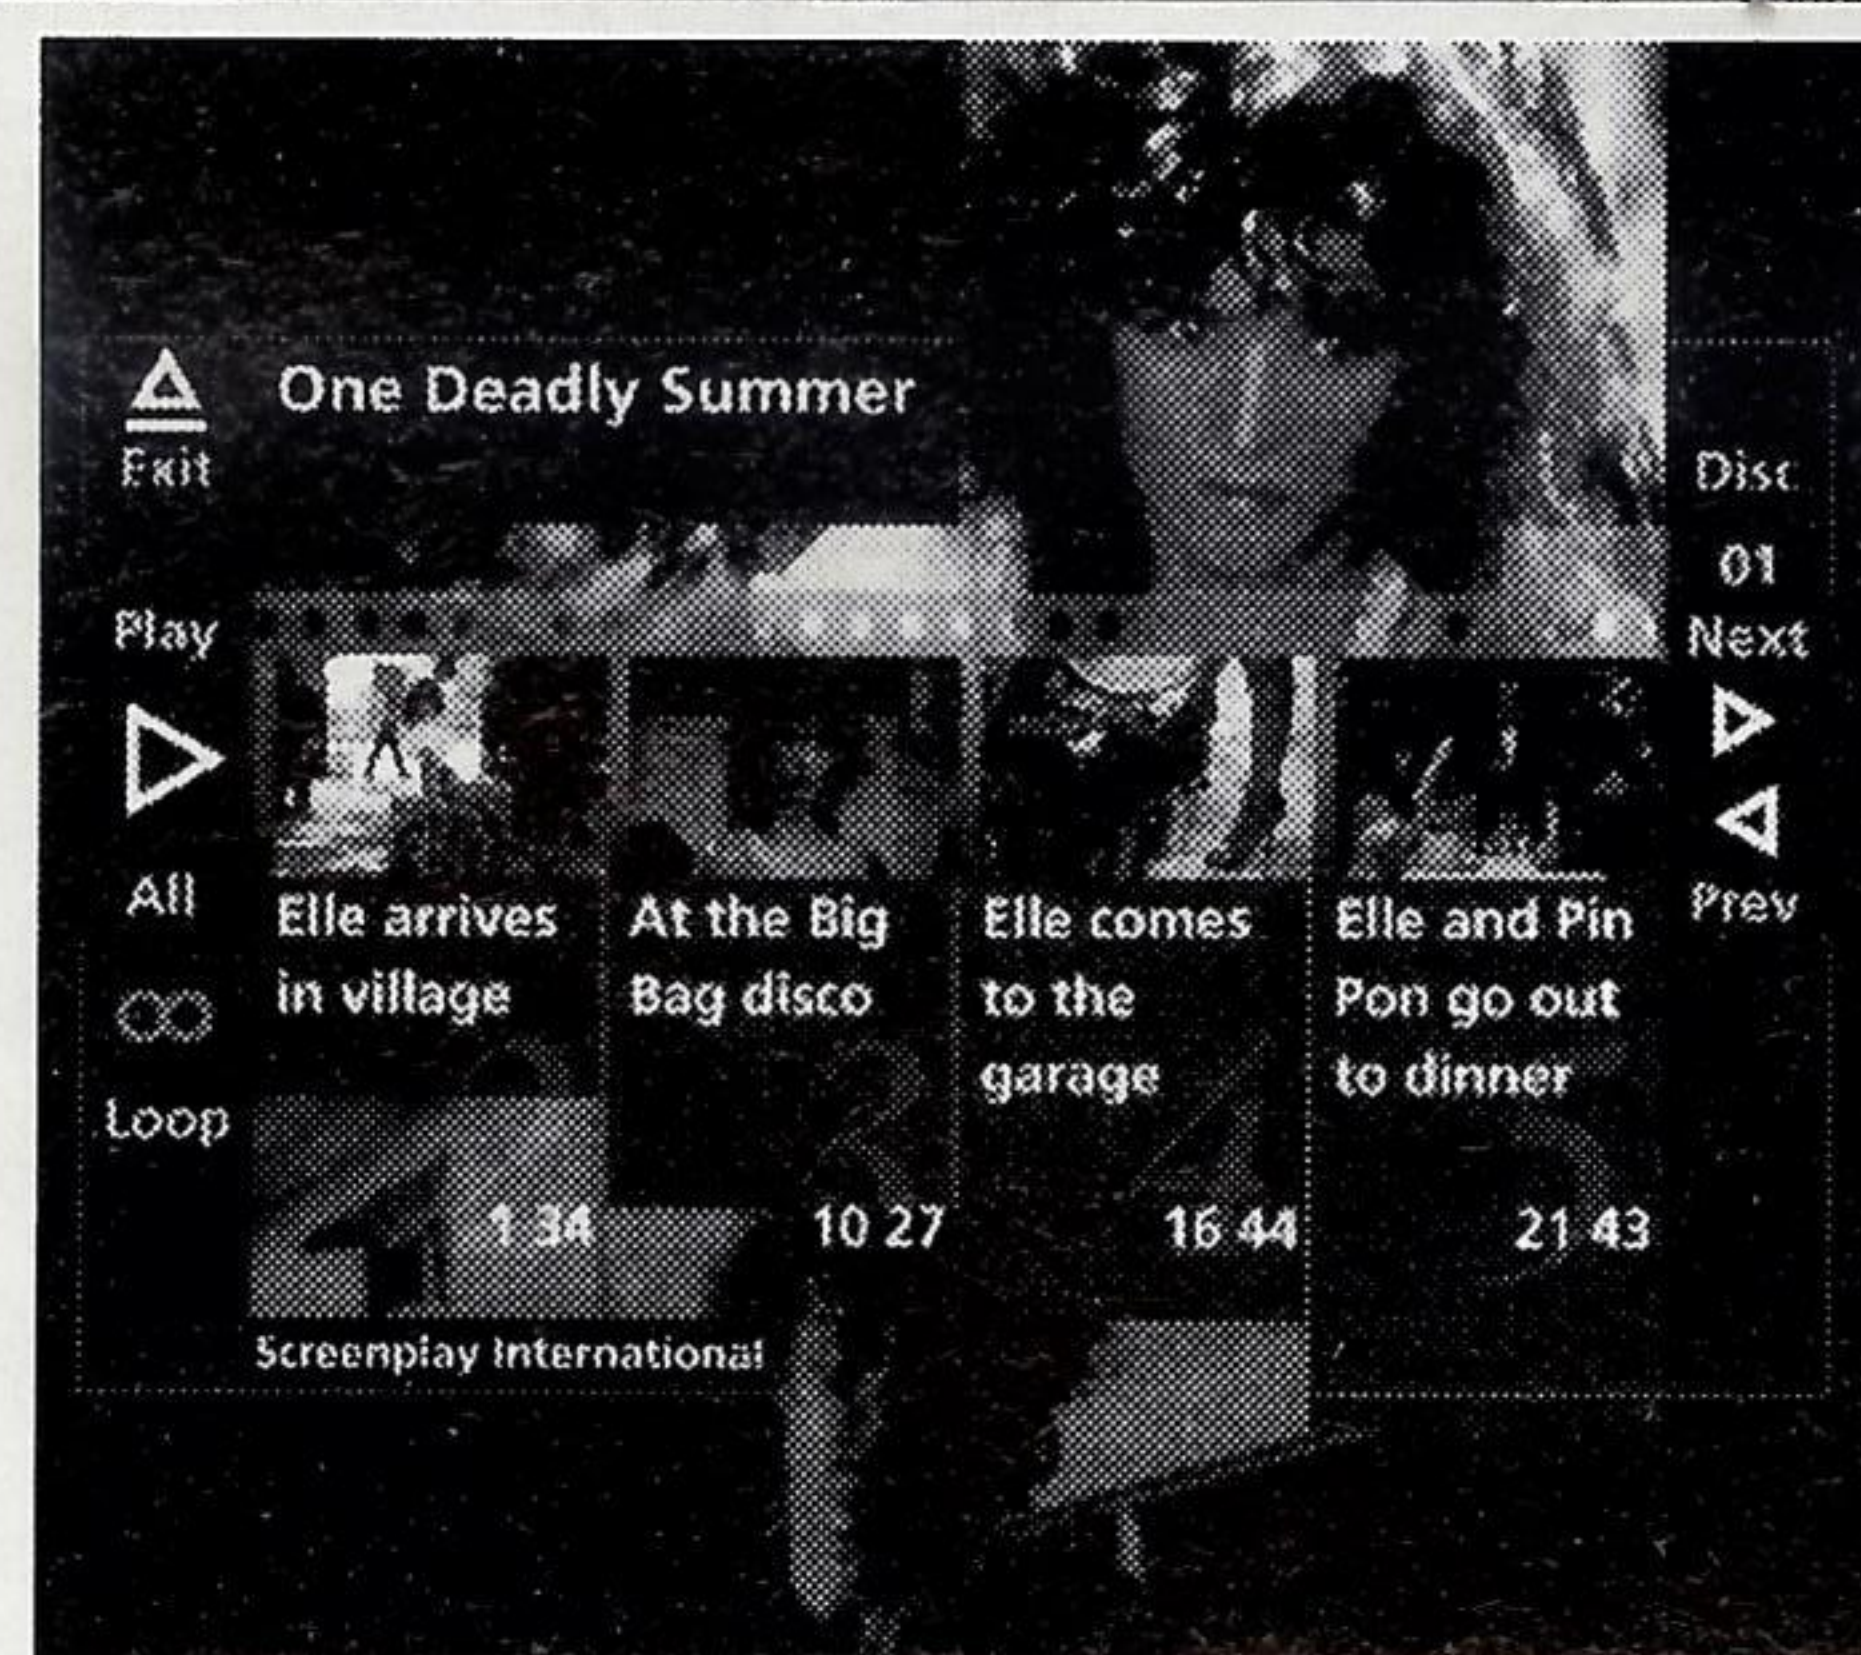 One Deadly Summer
Exit
Disc
01
Play
Next
All
Prev
Elle arrives
in village
At the Big
Bag disco
Elle comes
to the
garage
Elle and Pin
Pon go out
to dinner
Loop
1 34
10 27
16 44
21 43
Screenplay International